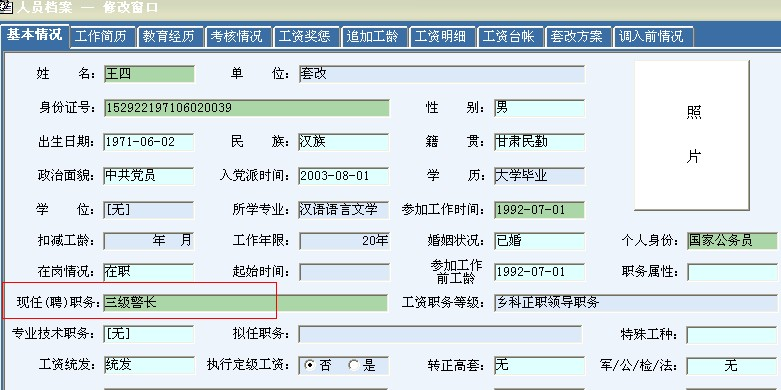 人员档案 — 修改窗口
基本情况 工作简历 教育经历 考核情况 工资奖惩 追加工龄 工资明细 工资台帐 套改方案 调入前情况
姓 名: 王四 单 位: 套改
照
片
身份证号: 152922197106020039 性 别: 男
出生日期: 1971-06-02 民 族: 汉族 籍 贯: 甘肃民勤
政治面貌: 中共党员 入党派时间: 2003-08-01 学 历: 大学毕业
学 位: [无] 所学专业: 汉语语言文学 参加工作时间: 1992-07-01
扣减工龄: 年 月 工作年限: 20年 婚姻状况: 已婚 个人身份: 国家公务员
在岗情况: 在职 起始时间: 参加工作前工龄 1992-07-01 职务属性:
现任(聘)职务: 三级警长 工资职务等级: 乡科正职领导职务
专业技术职务: [无] 拟任职务: 特殊工种:
工资统发: 统发 执行定级工资: 否 是 转正高套: 无 军/公/检/法: 无